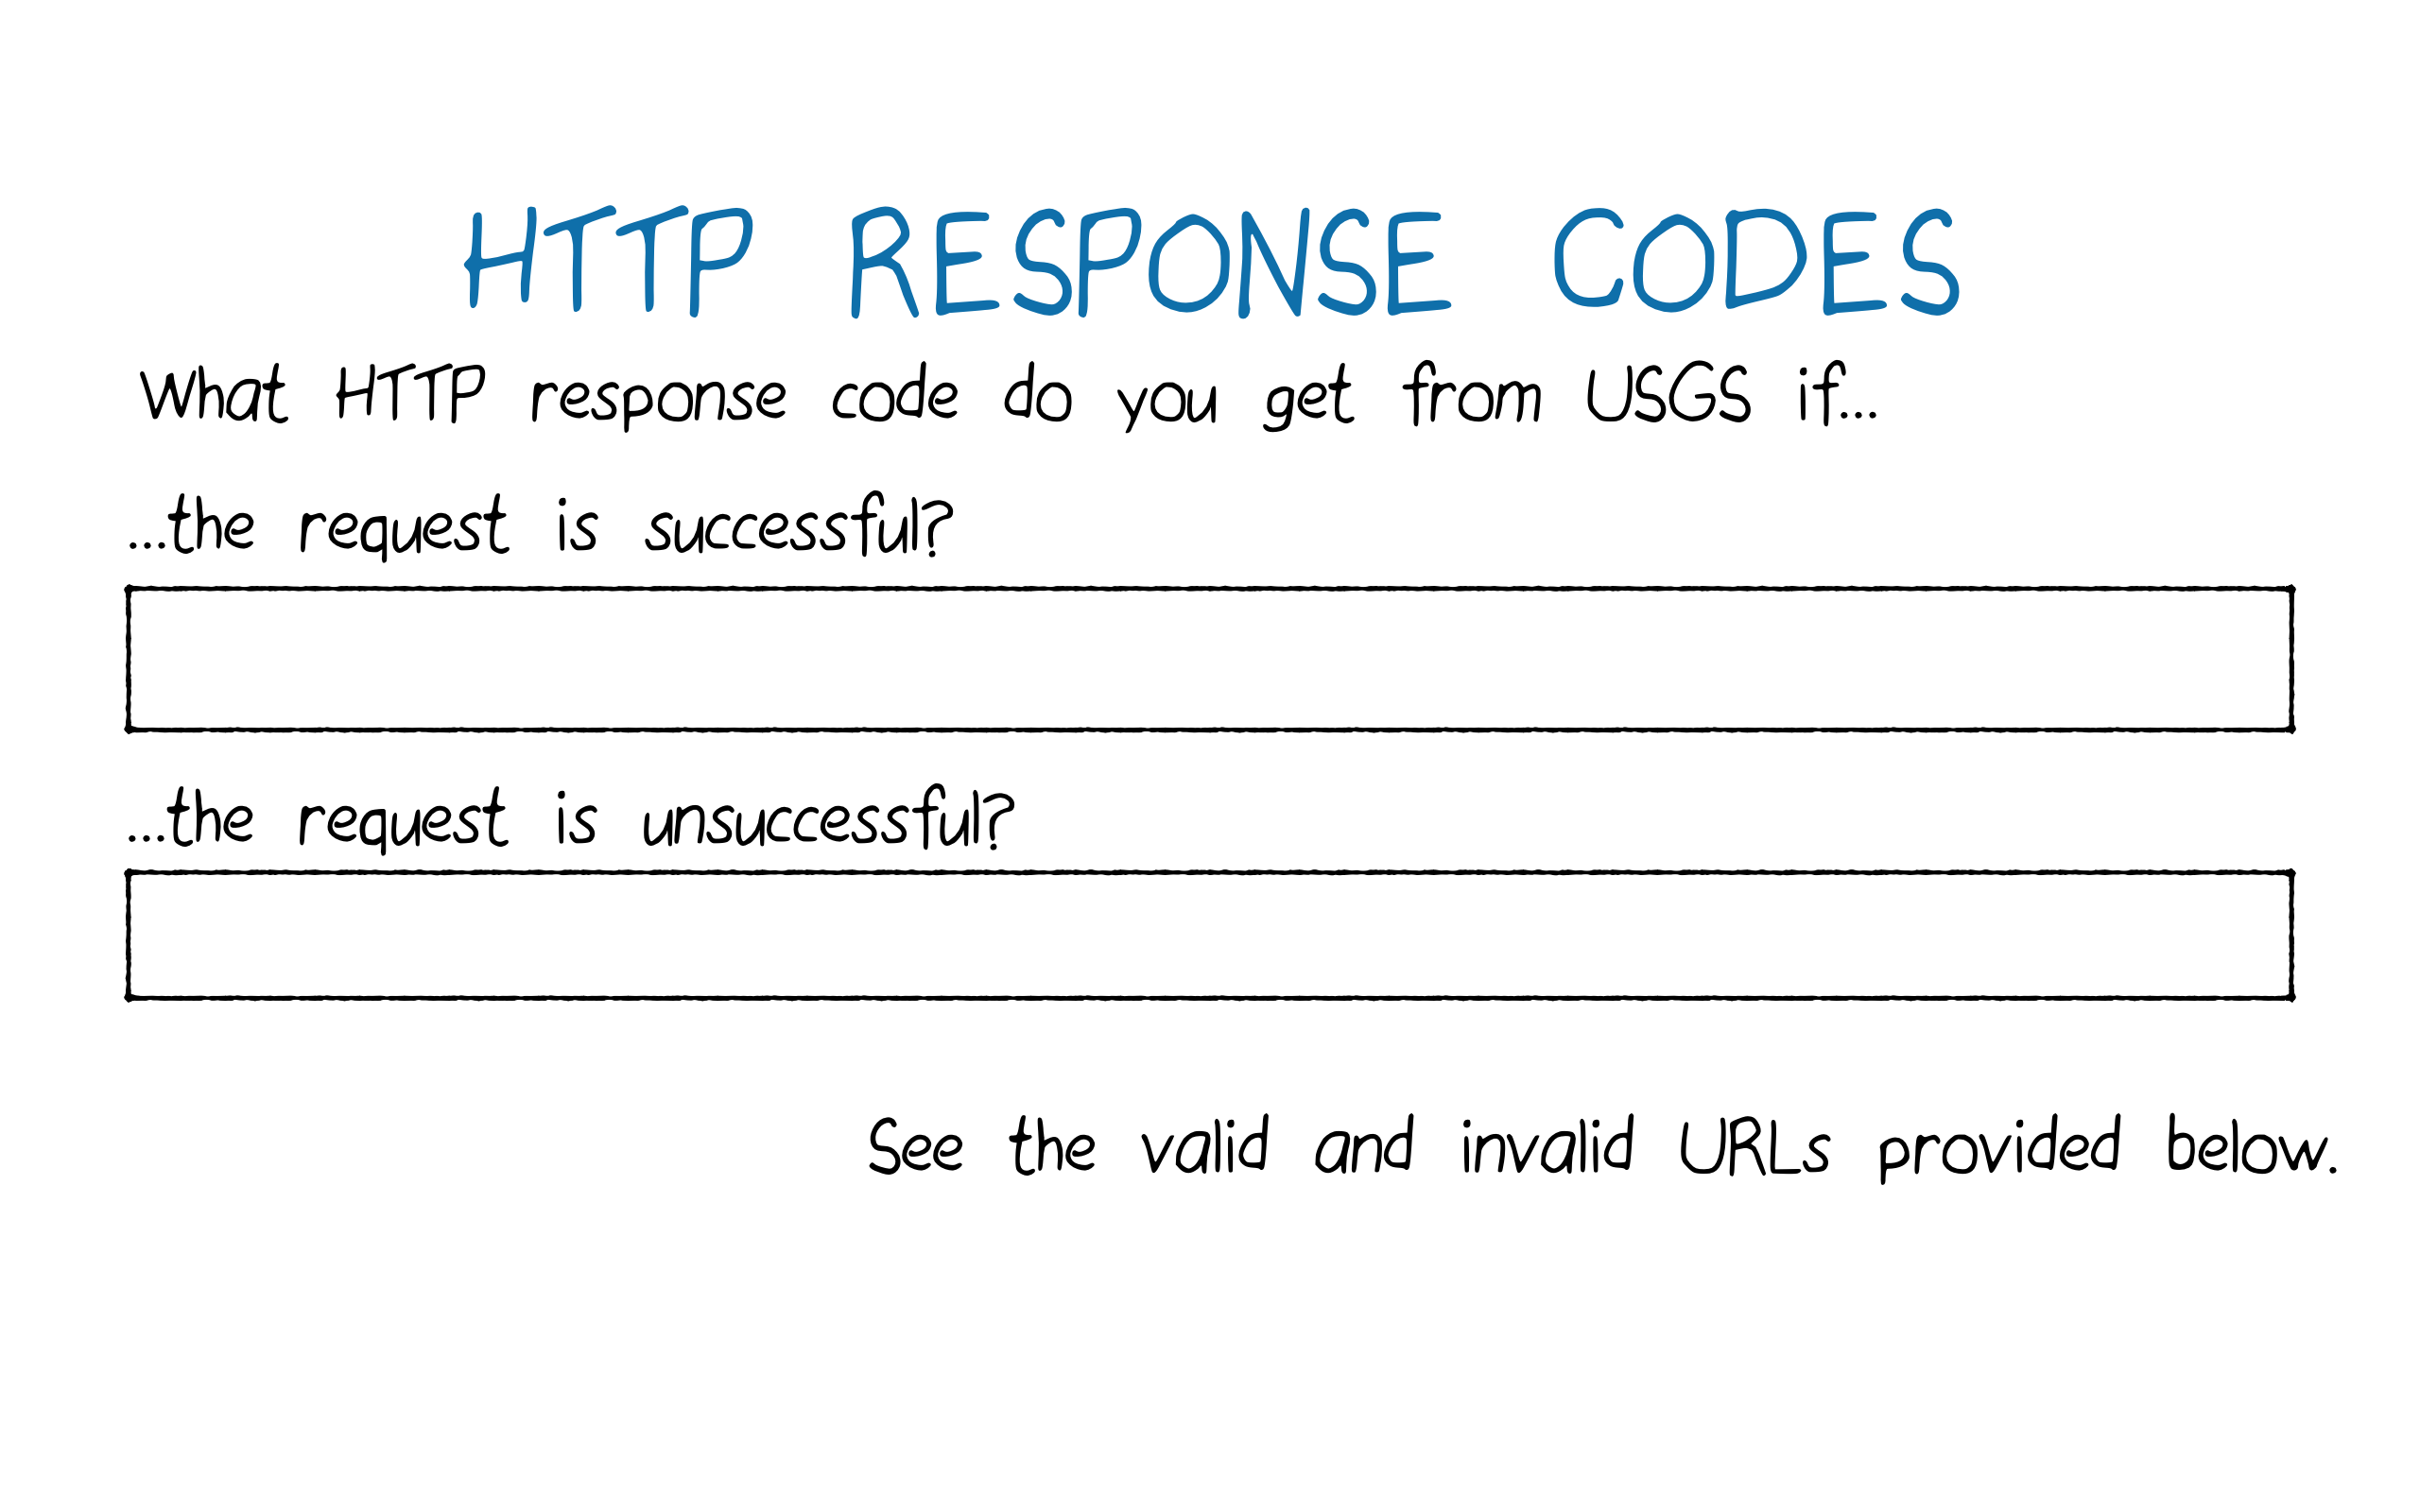 HTTP RESPONSE CODES
What HTTP response code do you get from USGS if...
...the request is successful?
...the request is unsuccessful?
See the valid and invalid URLs provided below.